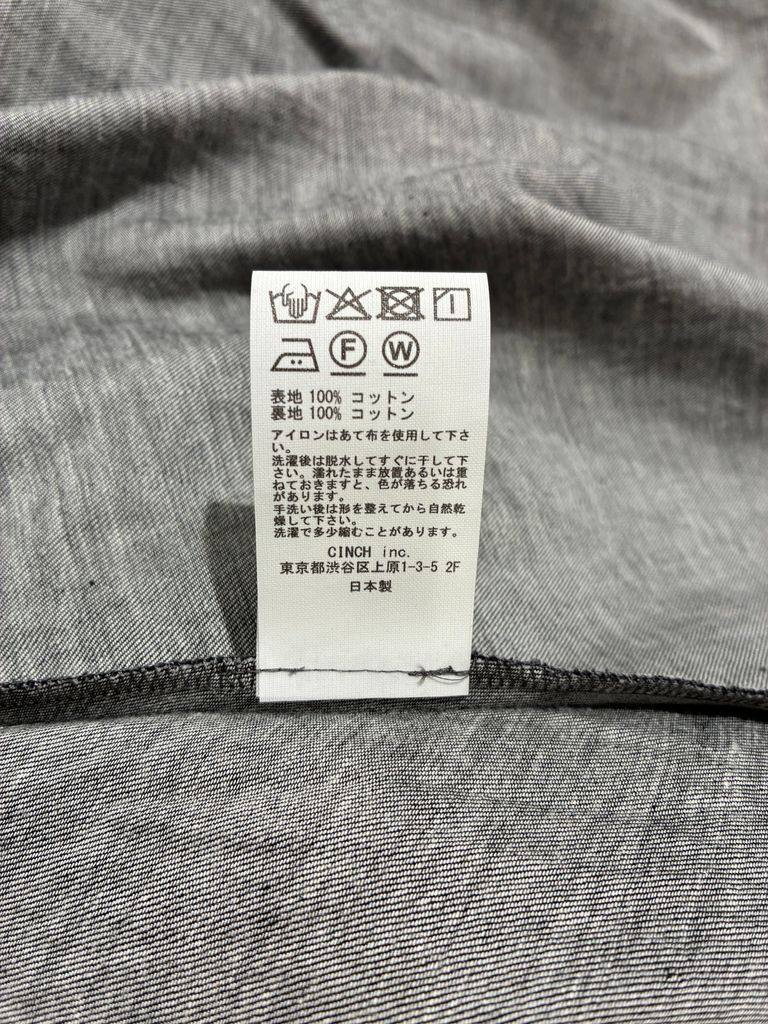 F W
表地 100% コットン
裏地 100% コットン
アイロンはあて布を使用して下さ
い。
洗濯後は脱水してすぐに干して下
さい。濡れたまま放置あるいは重
ねておきますと、色が落ちる恐れ
があります。
手洗い後は形を整えてから自然乾
燥して下さい。
洗濯で多少縮むことがあります。
CINCH inc.
東京都渋谷区上原1-3-5 2F
日本製